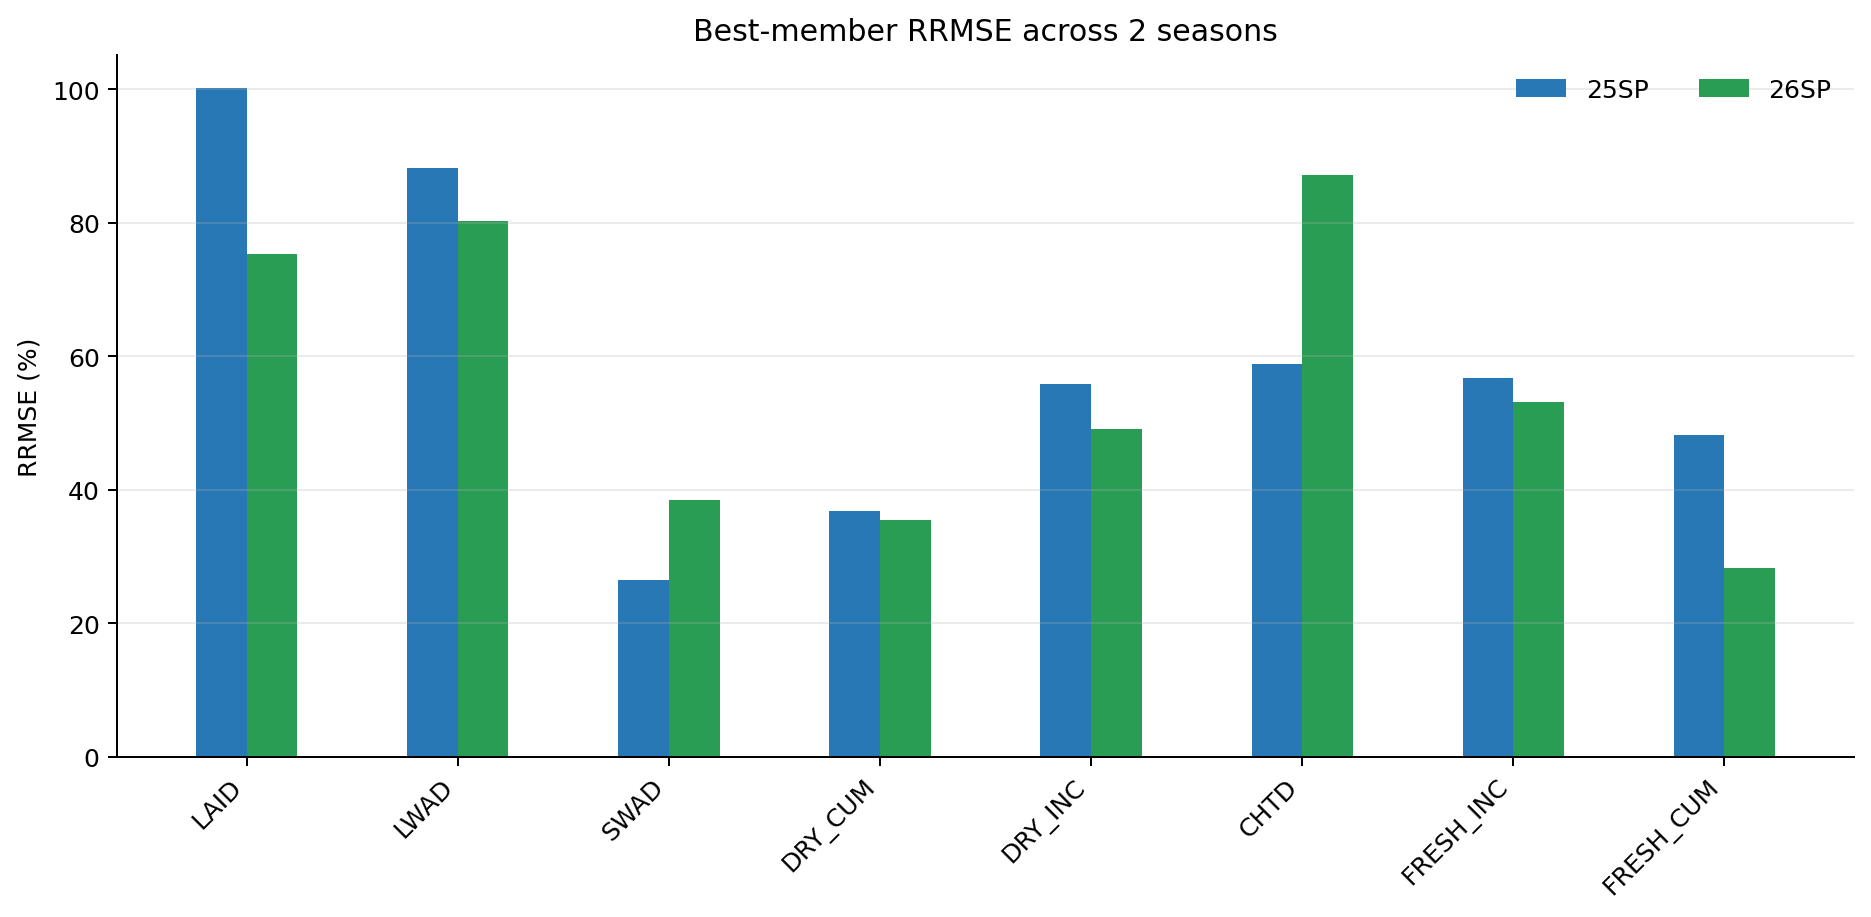 Best-member RRMSE across 2 seasons
25SP 26SP
100
80
60
40
20
0
RRMSE (%)
LAID
LWAD
SWAD
DRY_CUM
DRY_INC
CHTD
FRESH_INC
FRESH_CUM